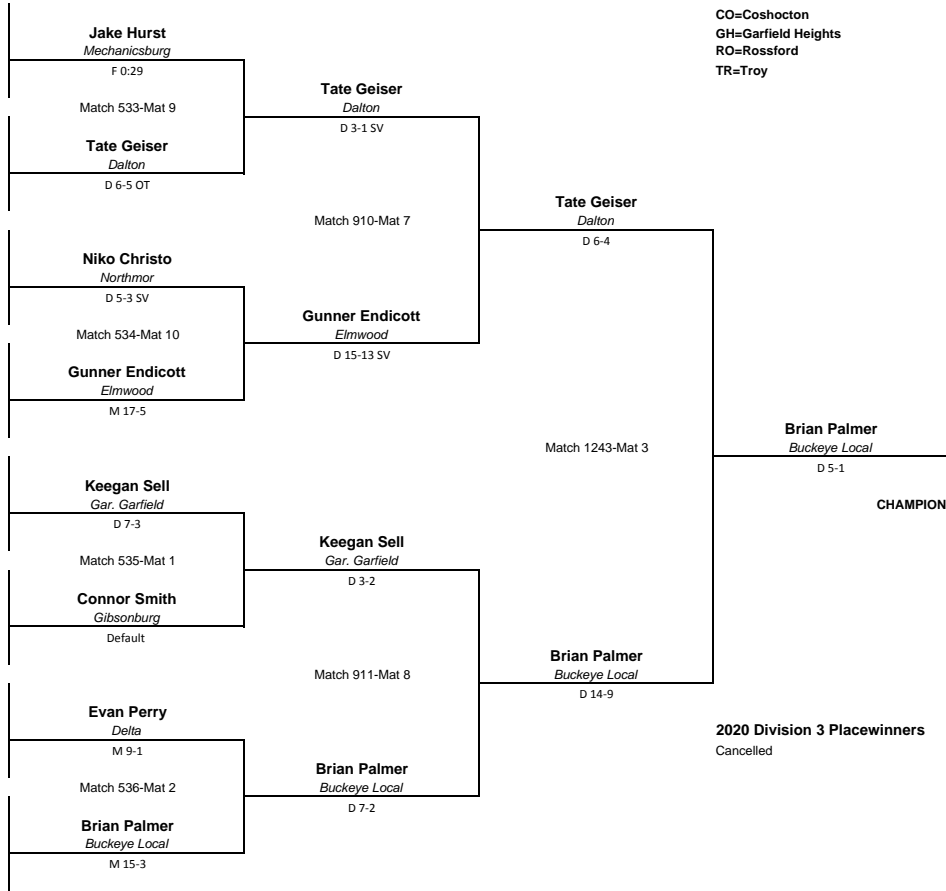 CO=Coshocton
GH=Garfield Heights
RO=Rossford
TR=Troy
Jake Hurst
Mechanicsburg
F 0:29
Match 533-Mat 9
Tate Geiser
Dalton
D 6-5 OT
Tate Geiser
Dalton
D 3-1 SV
Match 910-Mat 7
Niko Christo
Northmor
D 5-3 SV
Match 534-Mat 10
Gunner Endicott
Elmwood
M 17-5
Gunner Endicott
Elmwood
D 15-13 SV
Tate Geiser
Dalton
D 6-4
Match 1243-Mat 3
Brian Palmer
Buckeye Local
D 5-1
CHAMPION
Keegan Sell
Gar. Garfield
D 7-3
Match 535-Mat 1
Connor Smith
Gibsonburg
Default
Keegan Sell
Gar. Garfield
D 3-2
Match 911-Mat 8
Evan Perry
Delta
M 9-1
Match 536-Mat 2
Brian Palmer
Buckeye Local
M 15-3
Brian Palmer
Buckeye Local
D 7-2
Brian Palmer
Buckeye Local
D 14-9
2020 Division 3 Placewinners
Cancelled